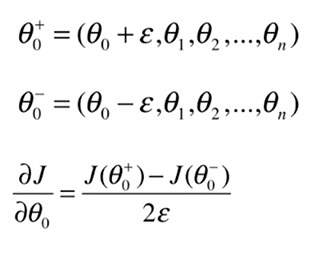 θ₀⁺ = (θ₀ + ε,θ₁,θ₂,...,θₙ)
θ₀⁻ = (θ₀ − ε,θ₁,θ₂,...,θₙ)
∂J/∂θ₀ = J(θ₀⁺) − J(θ₀⁻)/2ε